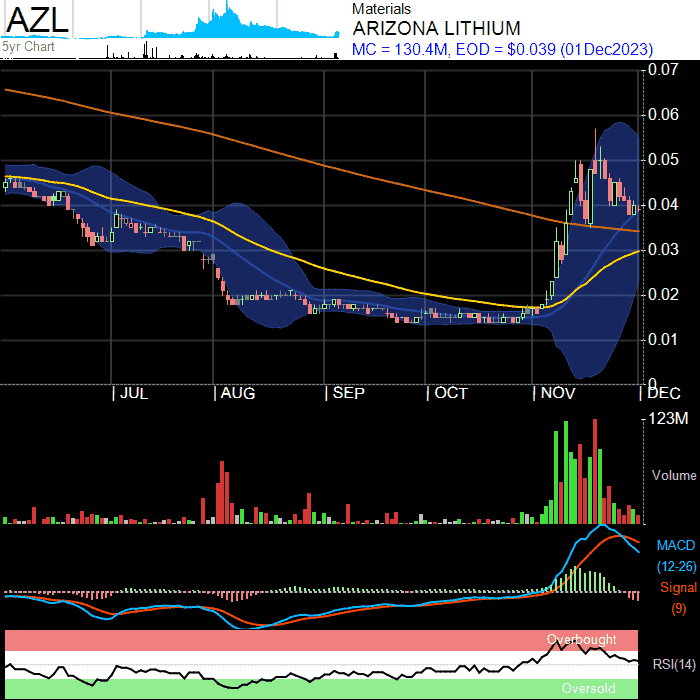 AZL
5yr Chart
Materials
ARIZONA LITHIUM
MC = 130.4M, EOD = $0.039 (01Dec2023)
0.07
0.06
0.05
0.04
0.03
0.02
0.01
0
JUL AUG SEP OCT NOV DEC
123M
Volume
MACD
(12-26)
Signal
(9)
Overbought
RSI(14)
Oversold